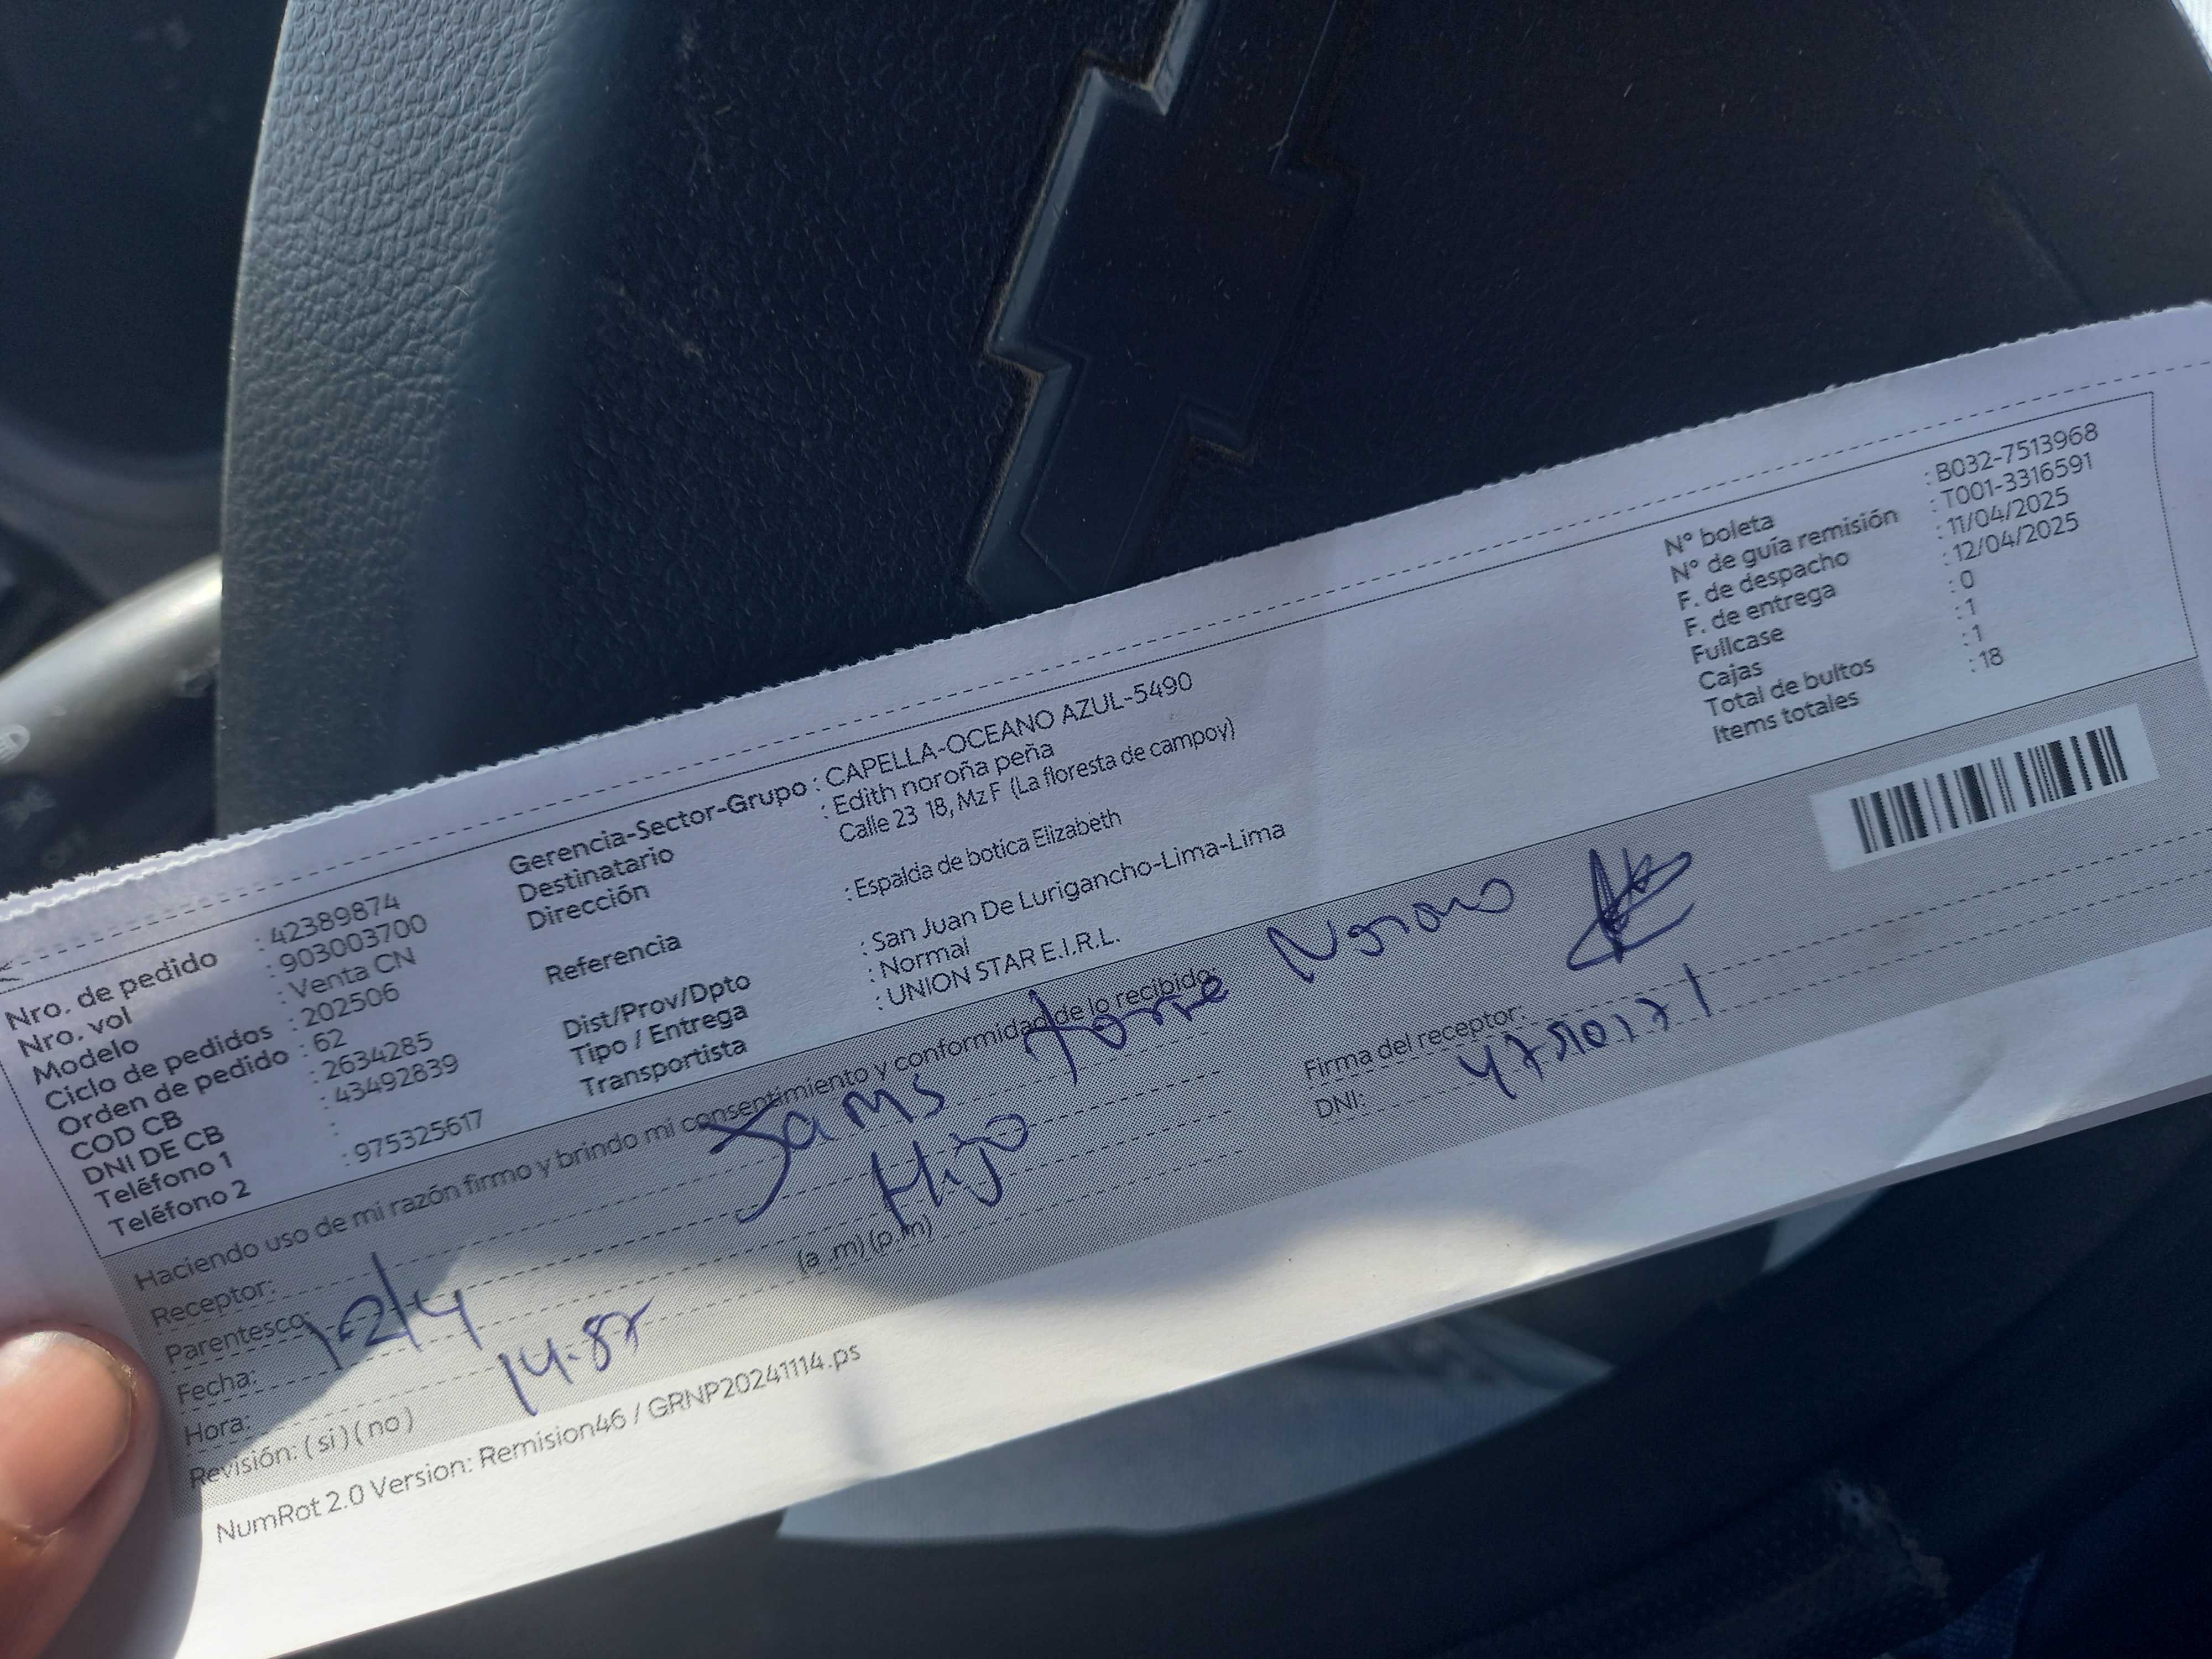 Nro. de pedido : 42389874
Nro. vol : 903003700
Modelo : Venta CN
Ciclo de pedidos : 202506
Orden de pedido : 62
COD CB : 2634285
DNI DE CB : 43492839
Teléfono 1 :
Teléfono 2 : 975325617
Gerencia-Sector-Grupo : CAPELLA-OCEANO AZUL-5490
Destinatario : Edith noroña peña
Dirección Calle 23 18, Mz F (La floresta de campoy)
Referencia : Espalda de botica Elizabeth
Dist/Prov/Dpto : San Juan De Lurigancho-Lima-Lima
Tipo / Entrega : Normal
Transportista : UNION STAR E.I.R.L.
N° boleta : B032-7513968
N° de guía remisión : T001-3316591
F. de despacho : 11/04/2025
F. de entrega : 12/04/2025
Fullcase : 0
Cajas : 1
Total de bultos : 1
Items totales : 18
Haciendo uso de mi razón firmo y brindo mi consentimiento y conformidad de lo recibido:
Receptor: Jams torre
Parentesco: Hijo
Fecha: 12/4
Hora: (a .m) (p.m)
Revisión: ( si ) ( no )
Firma del receptor:
DNI:
NumRot 2.0 Version: Remision46 / GRNP20241114.ps